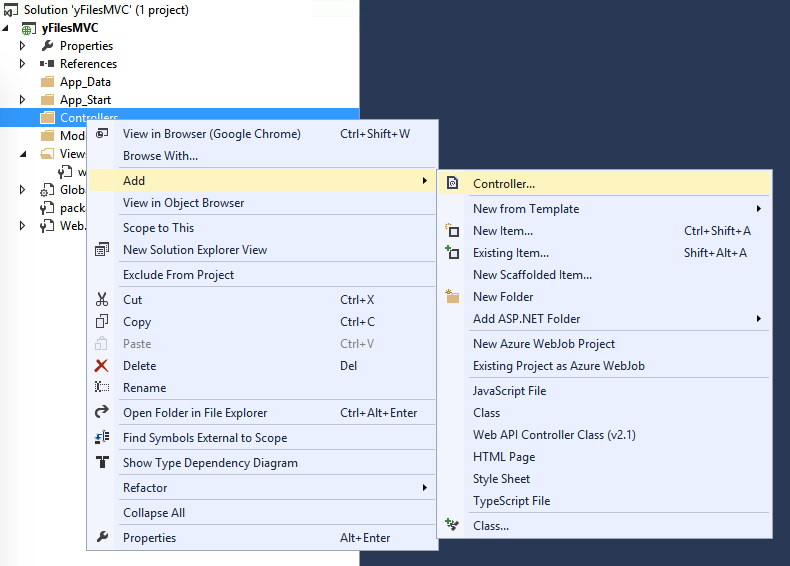 Solution 'yFilesMVC' (1 project)
yFilesMVC
Properties
References
App_Data
App_Start
Controllers
Mod
Views
w
Globa
packa
Web.
View in Browser (Google Chrome) Ctrl+Shift+W
Browse With...
Add
View in Object Browser
Scope to This
New Solution Explorer View
Exclude From Project
Cut Ctrl+X
Copy Ctrl+C
Paste Ctrl+V
Delete Del
Rename
Open Folder in File Explorer Ctrl+Alt+Enter
Find Symbols External to Scope
Show Type Dependency Diagram
Refactor
Collapse All
Properties Alt+Enter
Controller...
New from Template
New Item... Ctrl+Shift+A
Existing Item... Shift+Alt+A
New Scaffolded Item...
New Folder
Add ASP.NET Folder
New Azure WebJob Project
Existing Project as Azure WebJob
JavaScript File
Class
Web API Controller Class (v2.1)
HTML Page
Style Sheet
TypeScript File
Class...